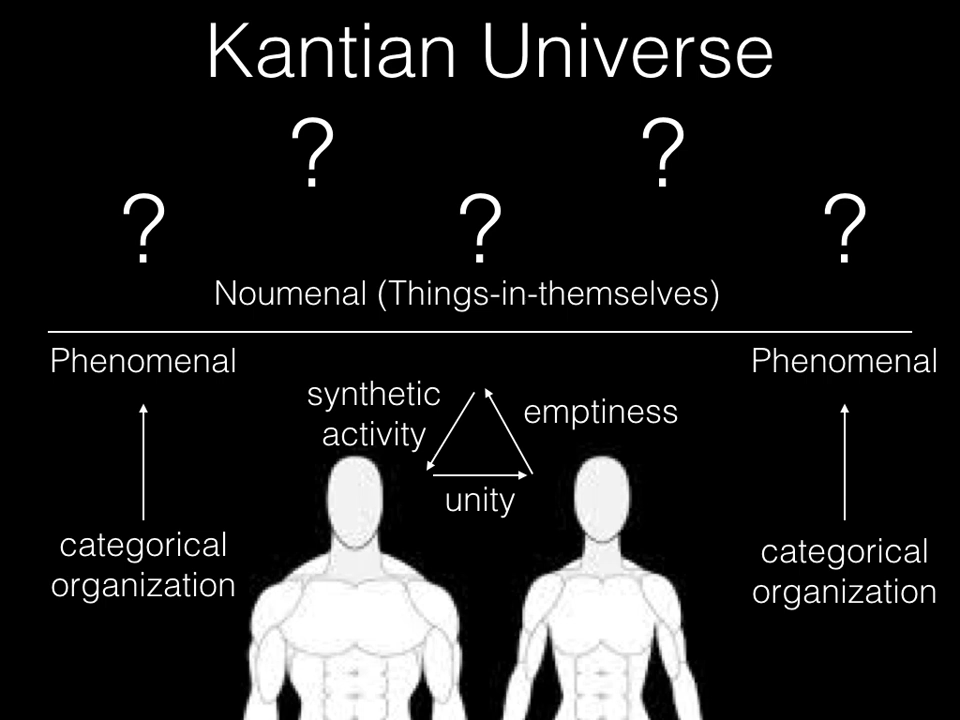 Kantian Universe
? ?
? ? ?
Noumenal (Things-in-themselves)
Phenomenal
Phenomenal
synthetic
activity
emptiness
unity
categorical
organization
categorical
organization